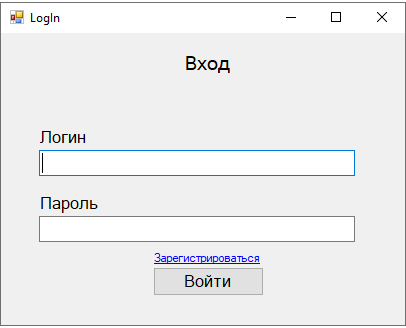 LogIn
Вход
Логин
Пароль
Зарегистрироваться
Войти